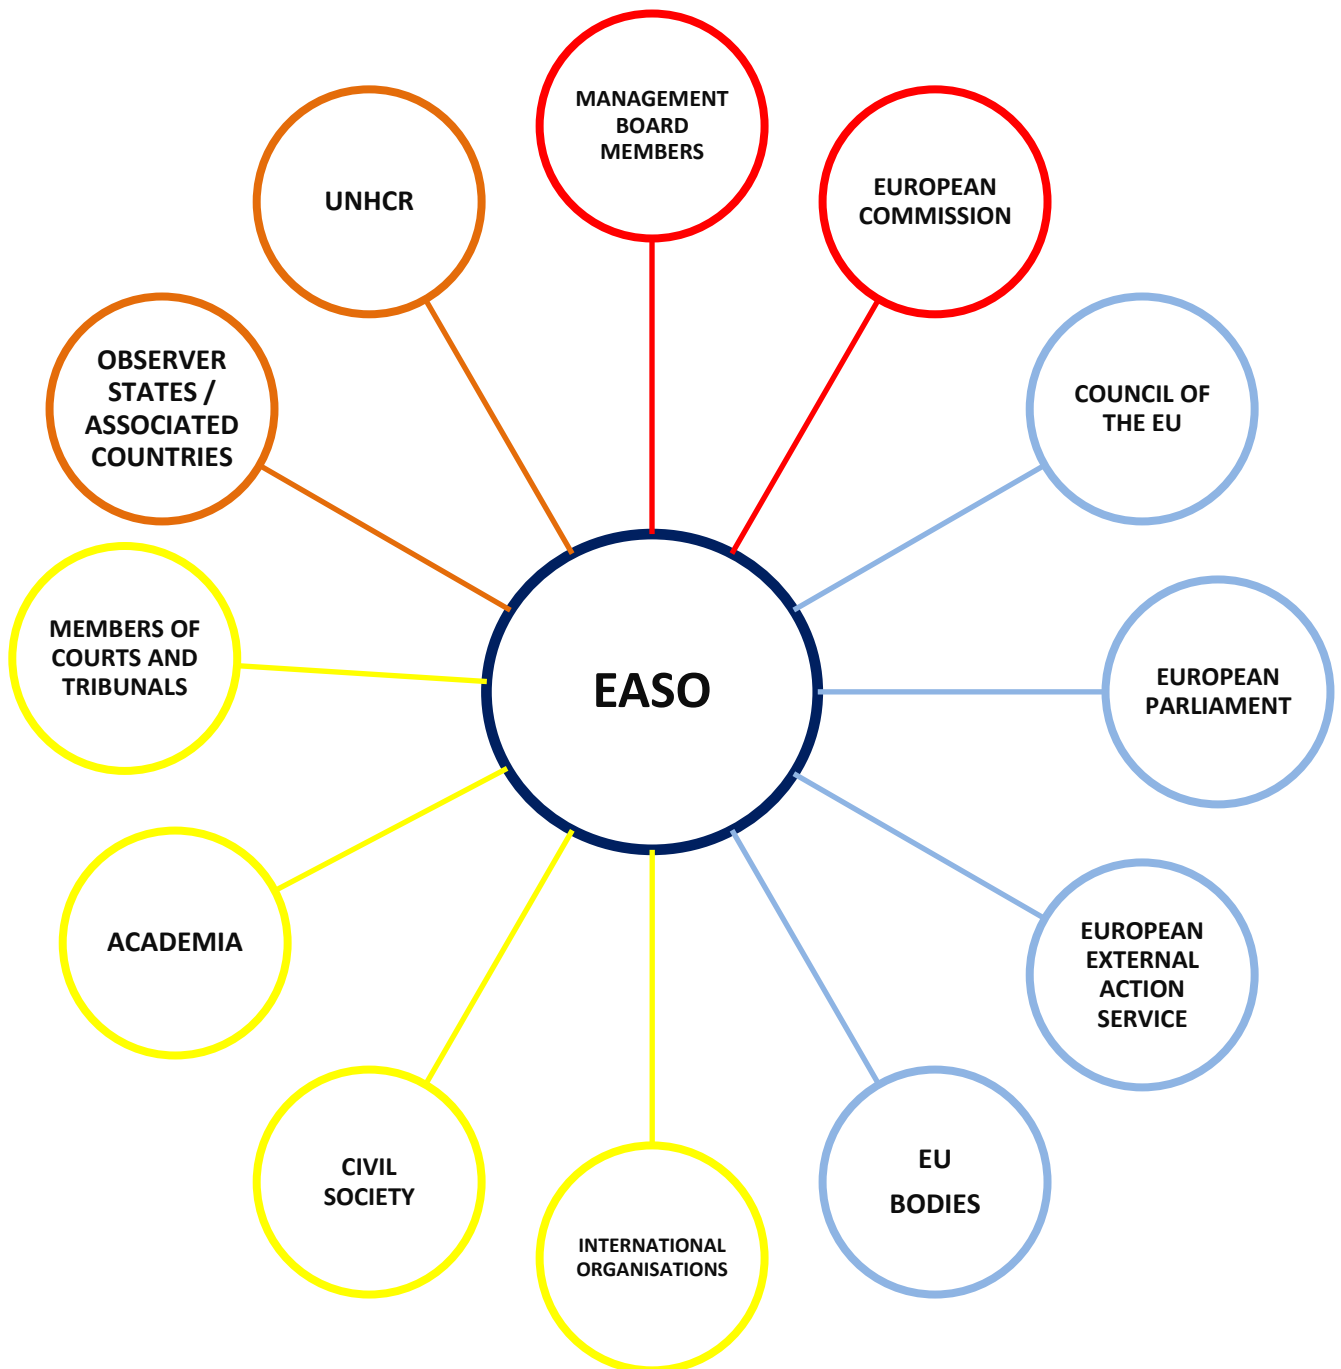 MANAGEMENT
BOARD
MEMBERS
EUROPEAN
COMMISSION
COUNCIL OF
THE EU
EUROPEAN
PARLIAMENT
EUROPEAN
EXTERNAL
ACTION
SERVICE
EU
BODIES
INTERNATIONAL
ORGANISATIONS
CIVIL
SOCIETY
ACADEMIA
MEMBERS OF
COURTS AND
TRIBUNALS
OBSERVER
STATES /
ASSOCIATED
COUNTRIES
UNHCR
EASO